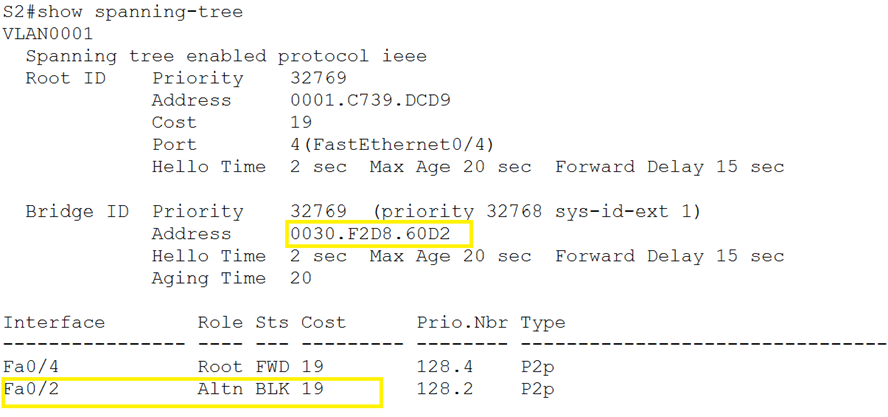 S2#show spanning-tree
VLAN0001
  Spanning tree enabled protocol ieee
  Root ID    Priority    32769
             Address     0001.C739.DCD9
             Cost        19
             Port        4(FastEthernet0/4)
             Hello Time  2 sec  Max Age 20 sec  Forward Delay 15 sec
  Bridge ID  Priority    32769  (priority 32768 sys-id-ext 1)
             Address     0030.F2D8.60D2
             Hello Time  2 sec  Max Age 20 sec  Forward Delay 15 sec
             Aging Time  20
Interface        Role Sts Cost      Prio.Nbr Type
---------------- ---- --- --------- -------- --------------------------------
Fa0/4            Root FWD 19        128.4    P2p
Fa0/2            Altn BLK 19        128.2    P2p